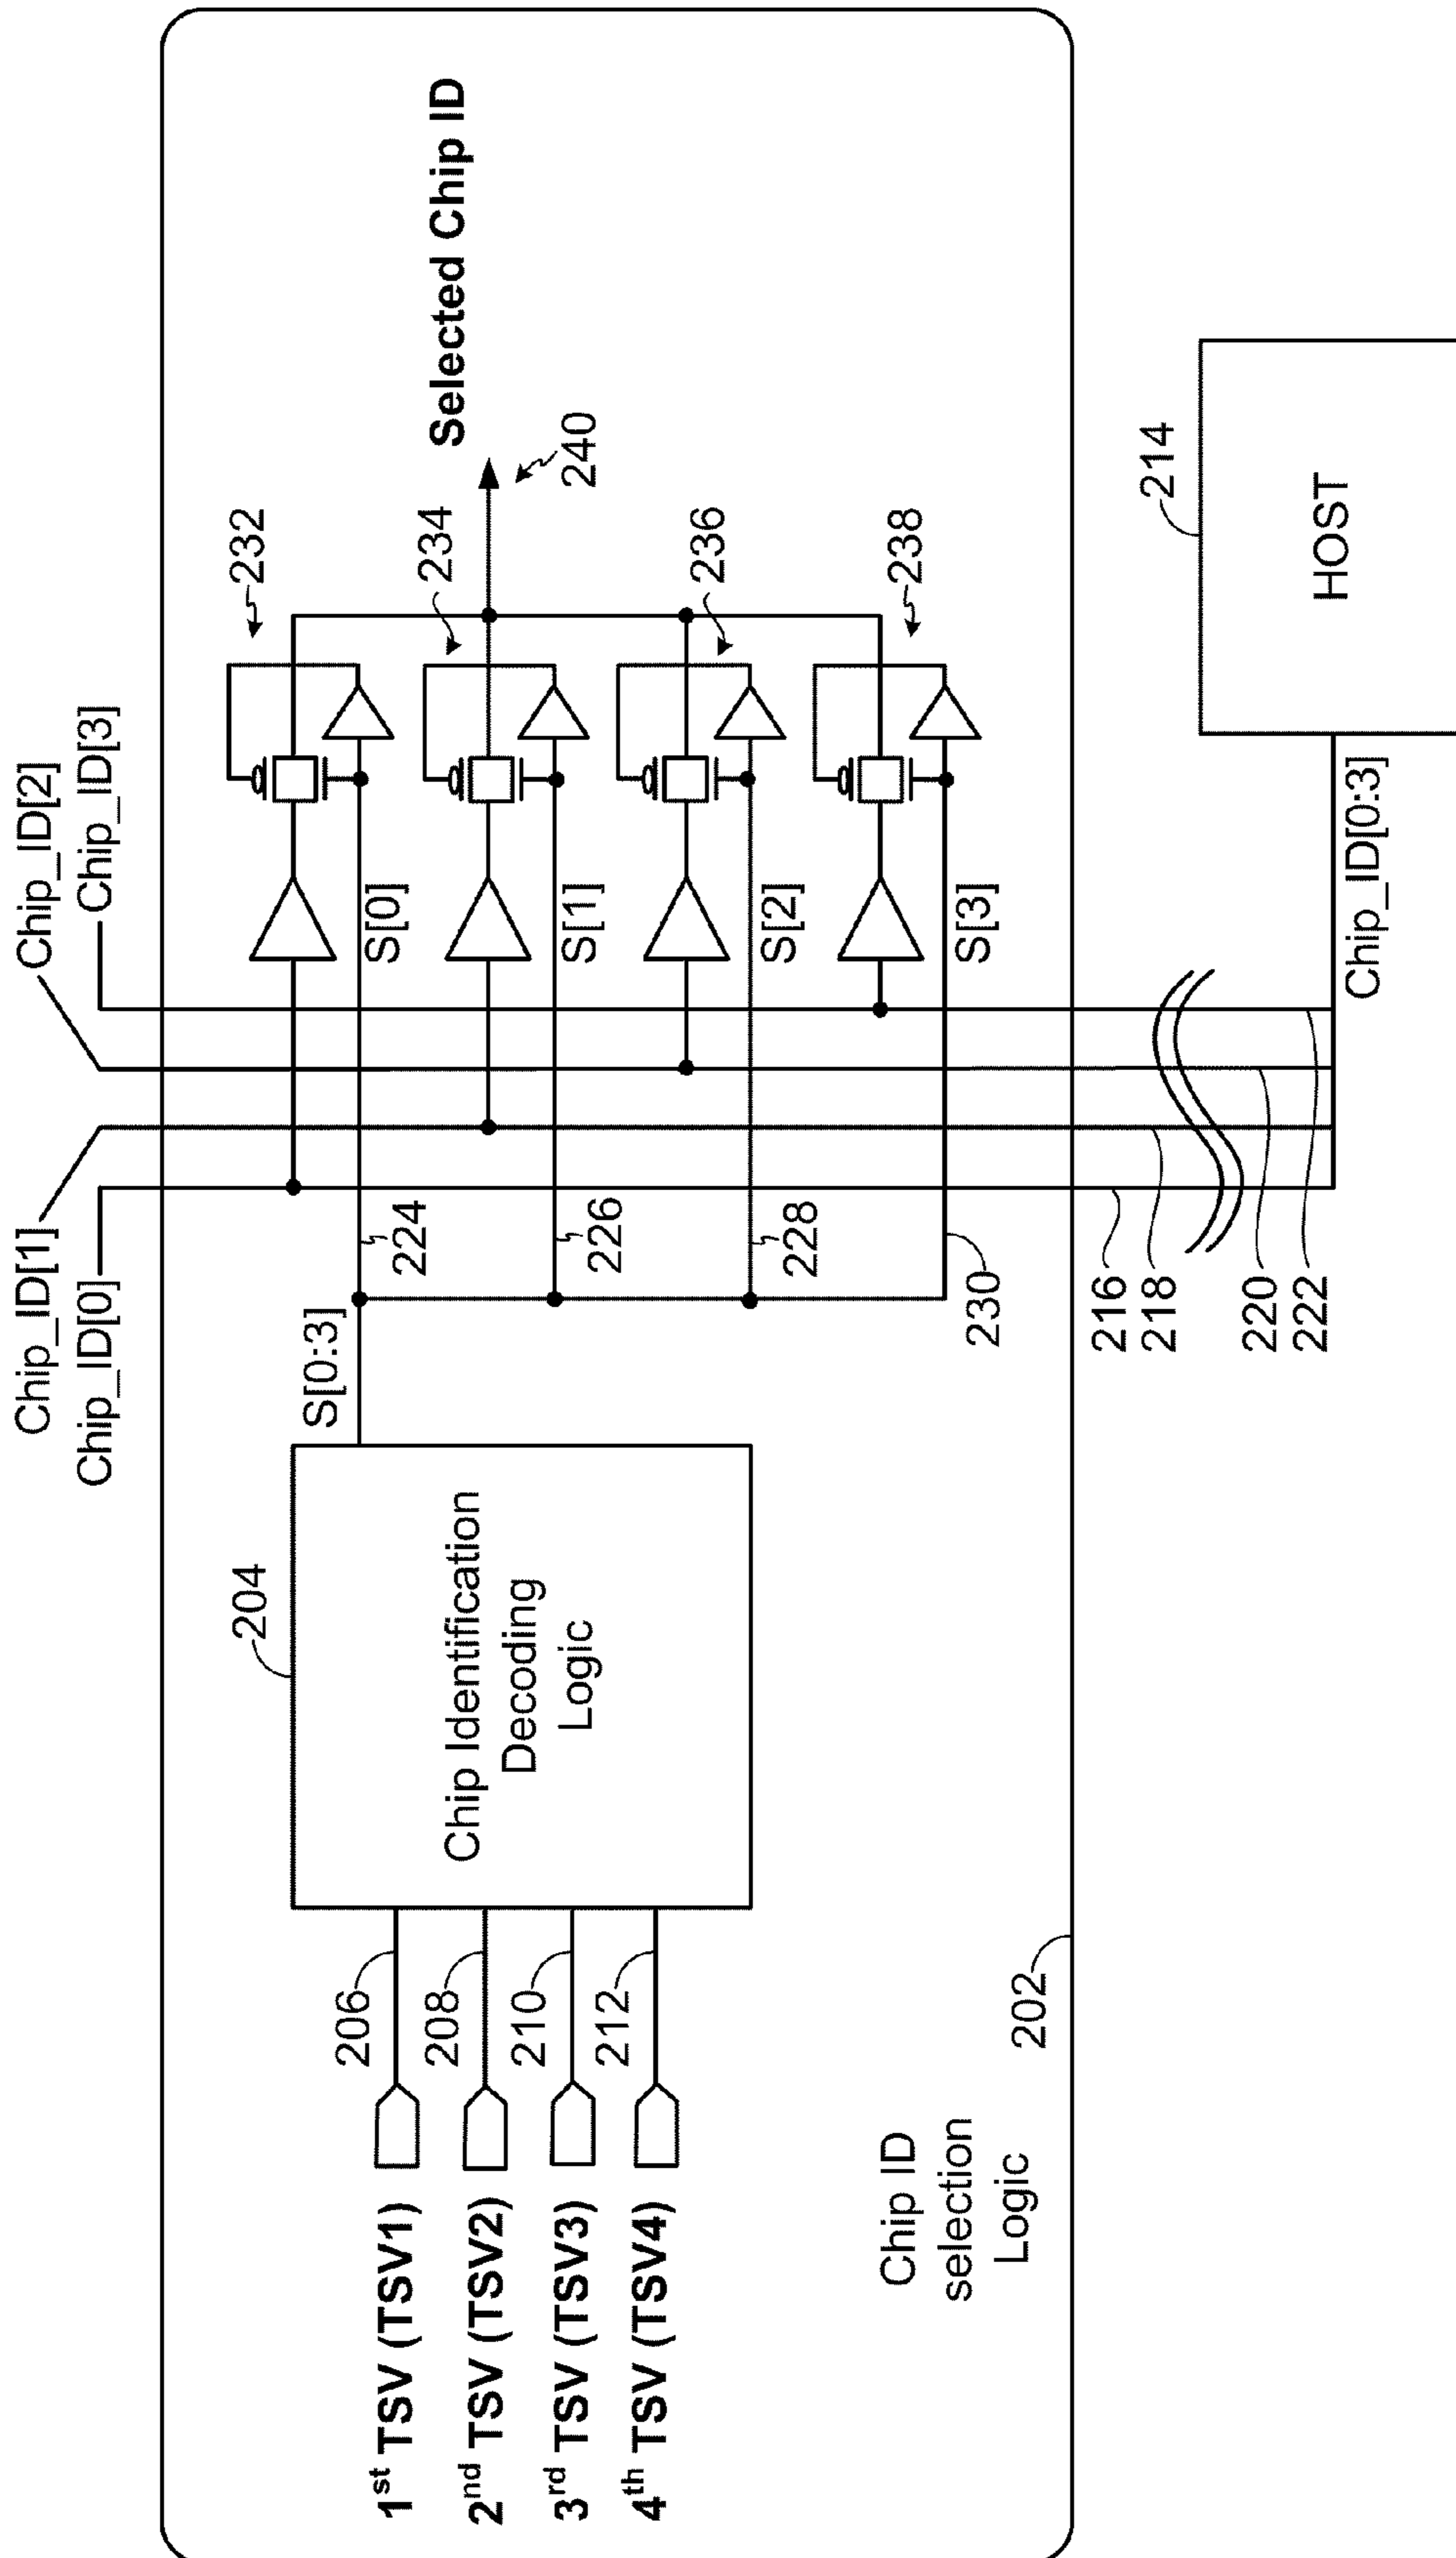 Chip_ID[1]
Chip_ID[0]
Chip_ID[2]
Chip_ID[3]
204
S[0:3]
232
234
236
238
Selected Chip ID
240
1st TSV (TSV1)
2nd TSV (TSV2)
3rd TSV (TSV3)
4th TSV (TSV4)
206
208
210
212
Chip Identification
Decoding
Logic
224
226
228
230
S[0]
S[1]
S[2]
S[3]
Chip ID
selection
Logic
202
216
218
220
222
Chip_ID[0:3]
214
HOST